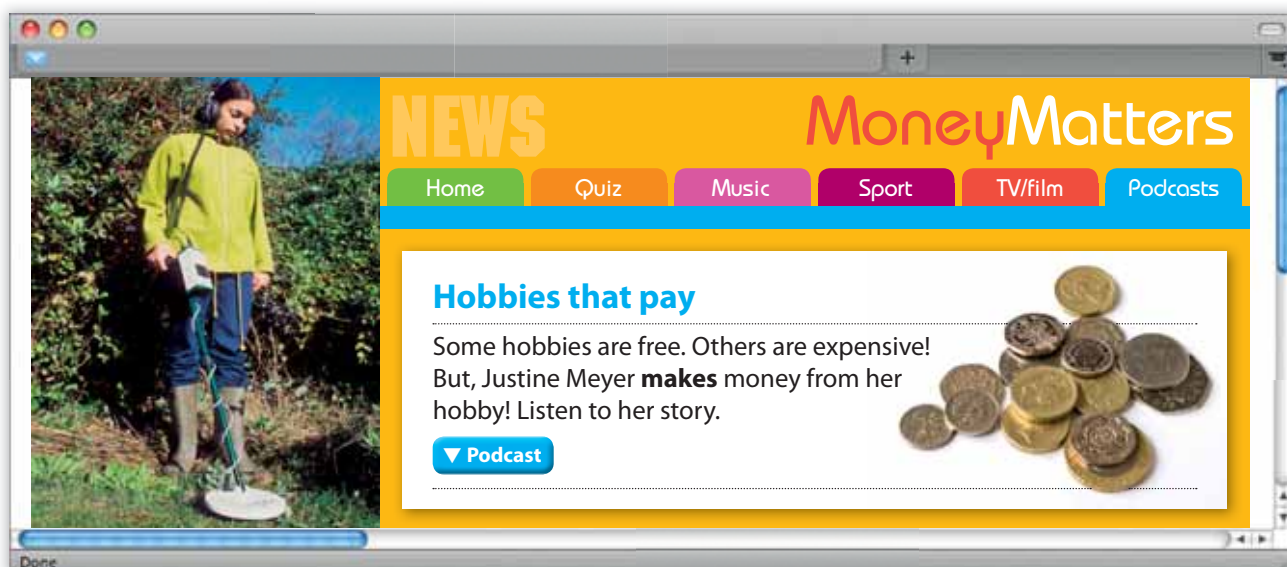 NEWS
MoneyMatters
Home Quiz Music Sport TV/film Podcasts
Hobbies that pay
Some hobbies are free. Others are expensive!
But, Justine Meyer makes money from her
hobby! Listen to her story.
▼ Podcast
Done